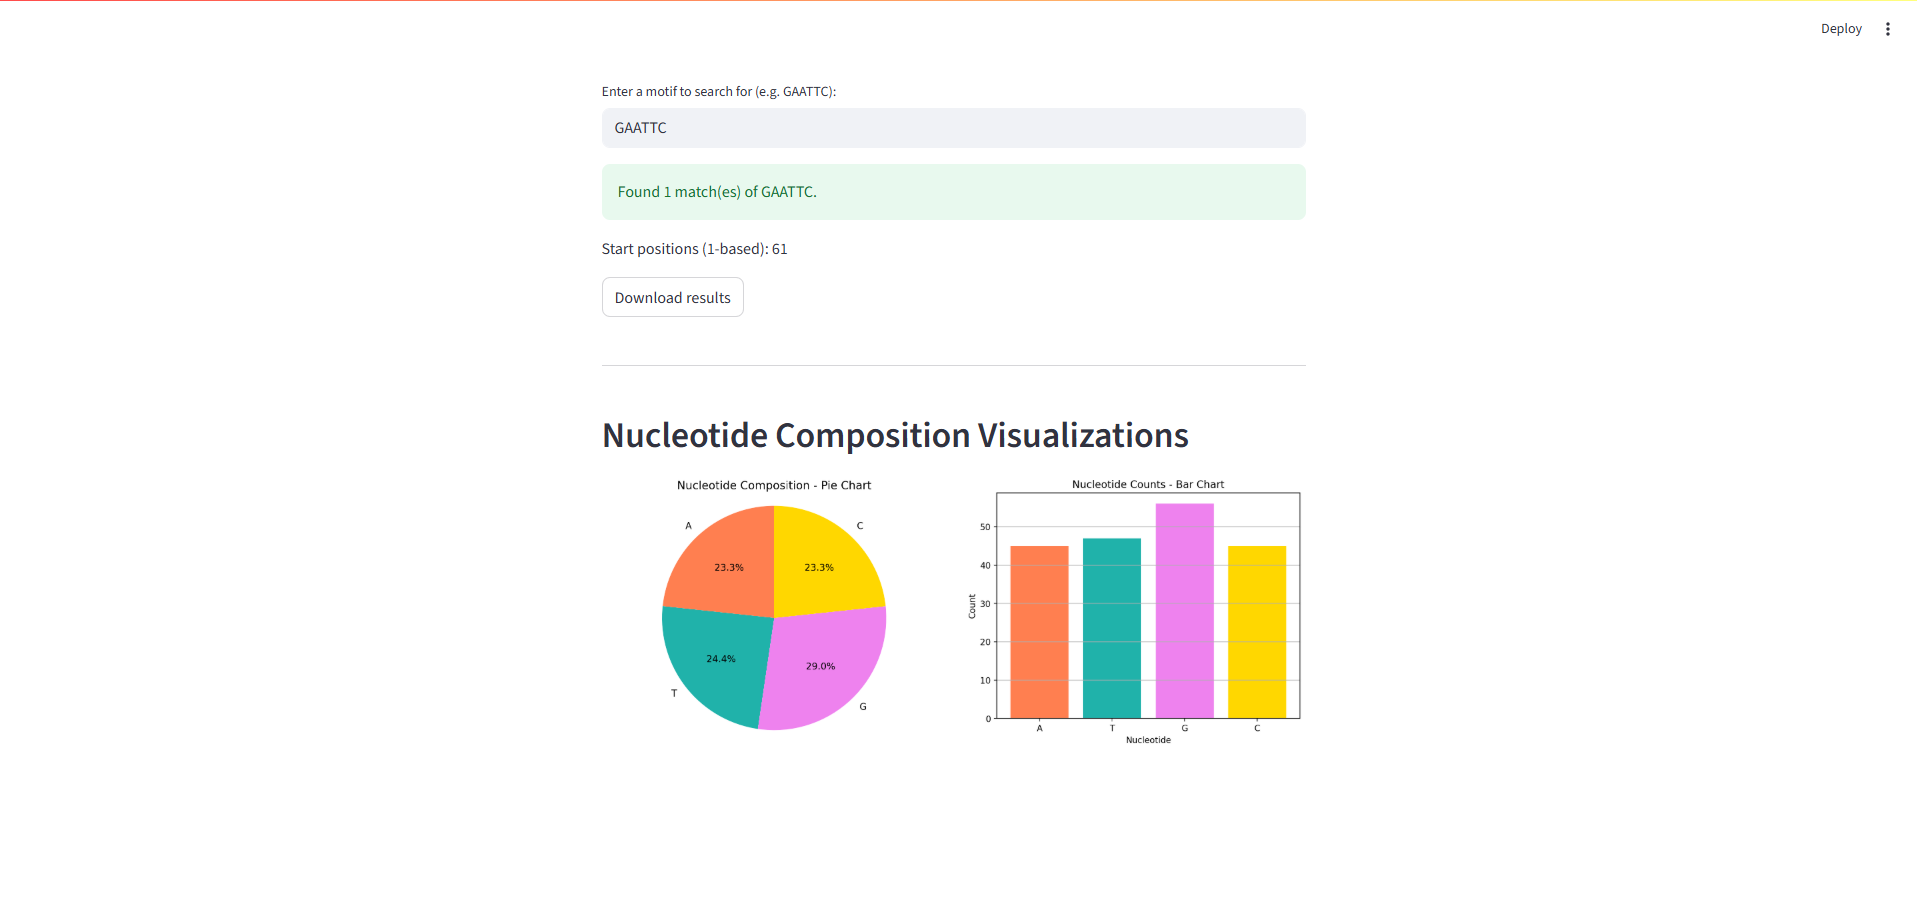 Deploy
Enter a motif to search for (e.g. GAATTC):
GAATTC
Found 1 match(es) of GAATTC.
Start positions (1-based): 61
Download results
Nucleotide Composition Visualizations
Nucleotide Composition - Pie Chart
A
C
23.3%
23.3%
24.4%
29.0%
T
G
Nucleotide Counts - Bar Chart
50
40
30
20
10
0
Count
A T G C
Nucleotide